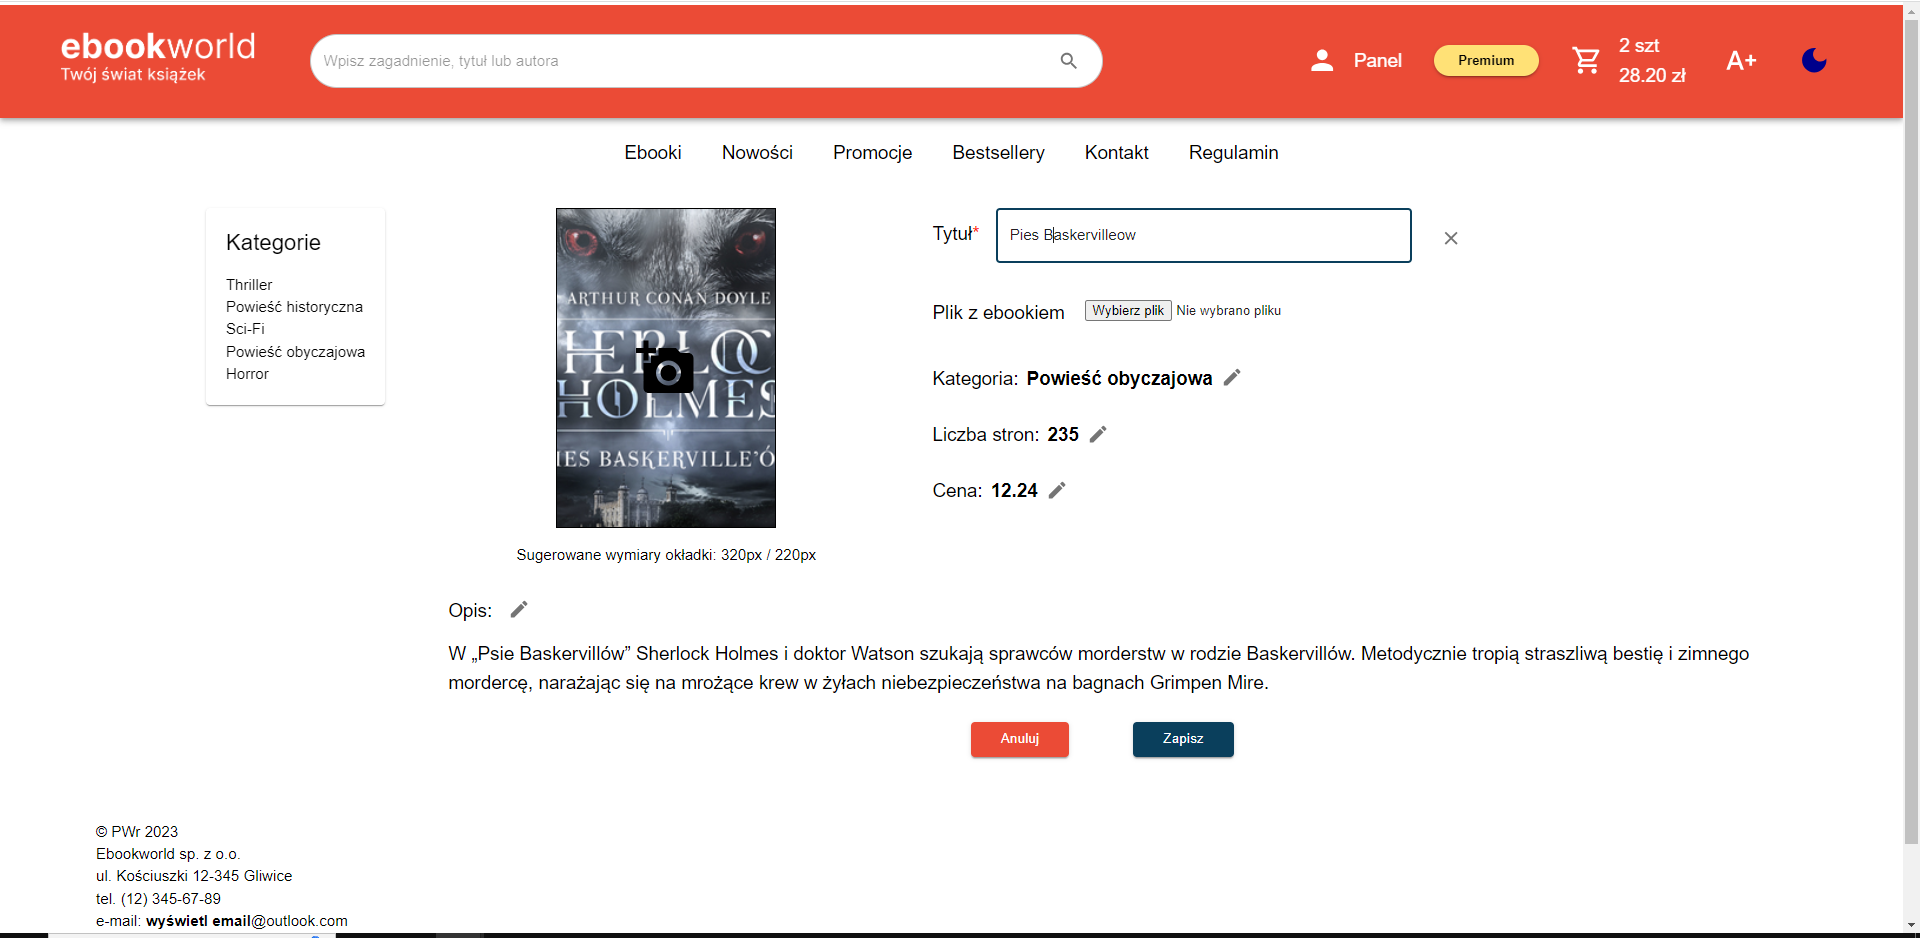 ebookworld
Twój świat książek
Wpisz zagadnienie, tytuł lub autora
Panel
Premium
2 szt
28.20 zł
A+
Ebooki Nowości Promocje Bestsellery Kontakt Regulamin
Kategorie
Thriller
Powieść historyczna
Sci-Fi
Powieść obyczajowa
Horror
ARTHUR CONAN DOYLE
HERLOC
HOLMES
IES BASKERVILLE'Ó
Sugerowane wymiary okładki: 320px / 220px
Tytuł*
Pies Baskervilleow
Plik z ebookiem Wybierz plik Nie wybrano pliku
Kategoria: Powieść obyczajowa
Liczba stron: 235
Cena: 12.24
Opis:
W „Psie Baskervillów” Sherlock Holmes i doktor Watson szukają sprawców morderstw w rodzie Baskervillów. Metodycznie tropią straszliwą bestię i zimnego
mordercę, narażając się na mrożące krew w żyłach niebezpieczeństwa na bagnach Grimpen Mire.
Anuluj Zapisz
© PWr 2023
Ebookworld sp. z o.o.
ul. Kościuszki 12-345 Gliwice
tel. (12) 345-67-89
e-mail: wyświetl email@outlook.com